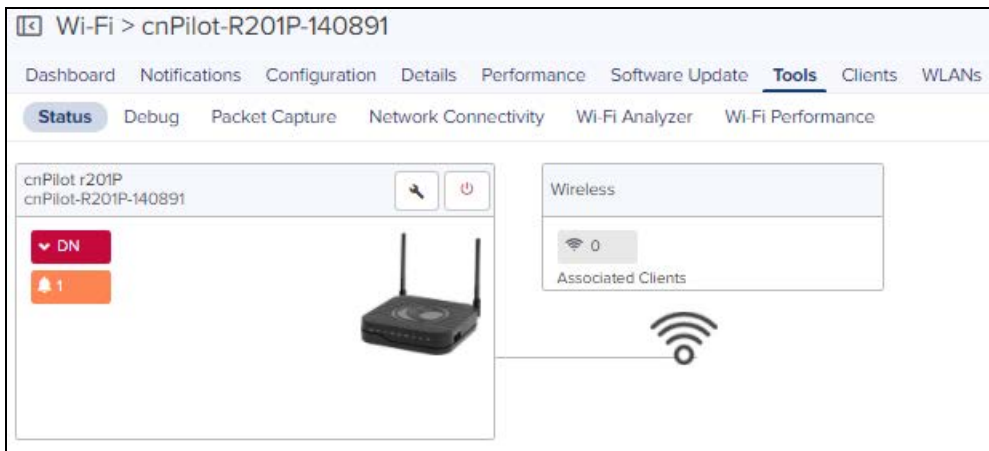 Wi-Fi > cnPilot-R201P-140891
Dashboard Notifications Configuration Details Performance Software Update Tools Clients WLANs
Status Debug Packet Capture Network Connectivity Wi-Fi Analyzer Wi-Fi Performance
cnPilot r201P
cnPilot-R201P-140891
DN
1
Wireless
0
Associated Clients